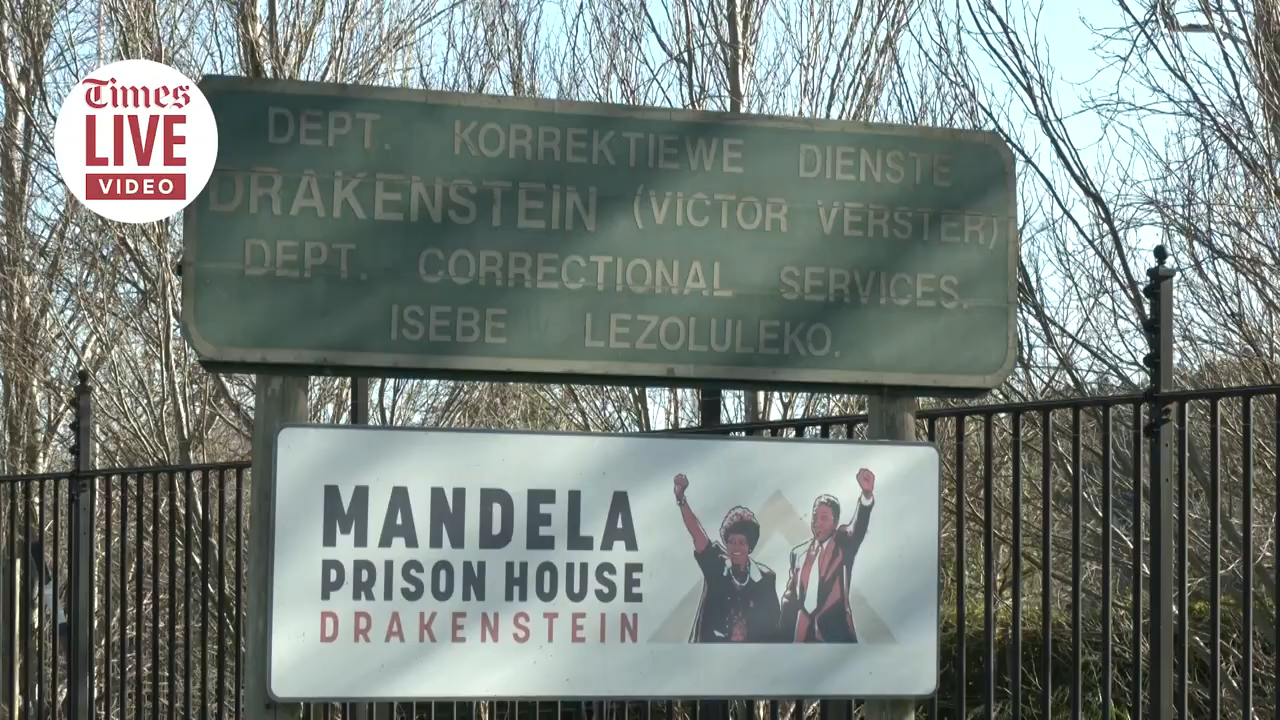 Times
LIVE
VIDEO
DEPT. KORREKTIEWE DIENSTE
DRAKENSTEIN (VICTOR VERSTER)
DEPT. CORRECTIONAL SERVICES.
ISEBE LEZOLULEKO.
MANDELA
PRISON HOUSE
DRAKENSTEIN